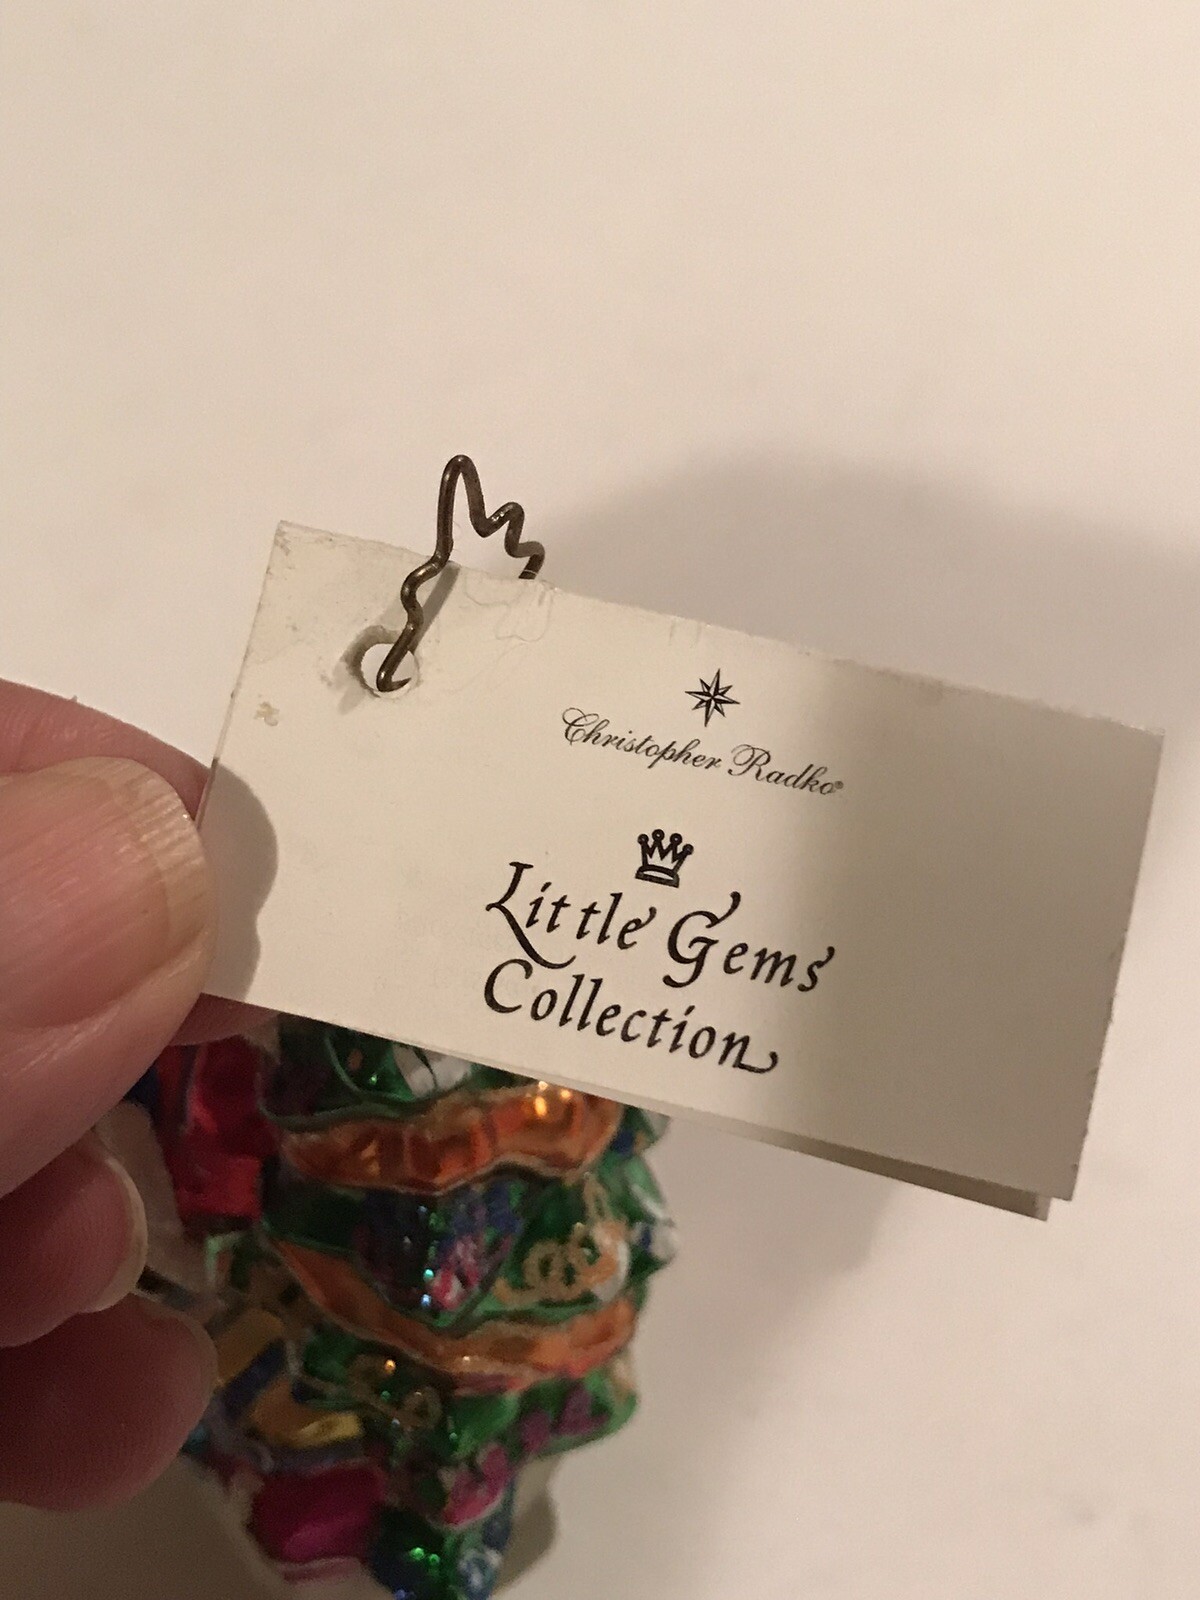 Christopher Radko®
Little Gems
Collection